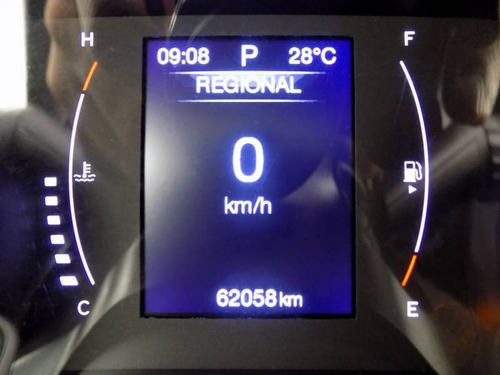 H
F
09:08 P 28°C
REGIONAL
0
km/h
62058 km
C
E